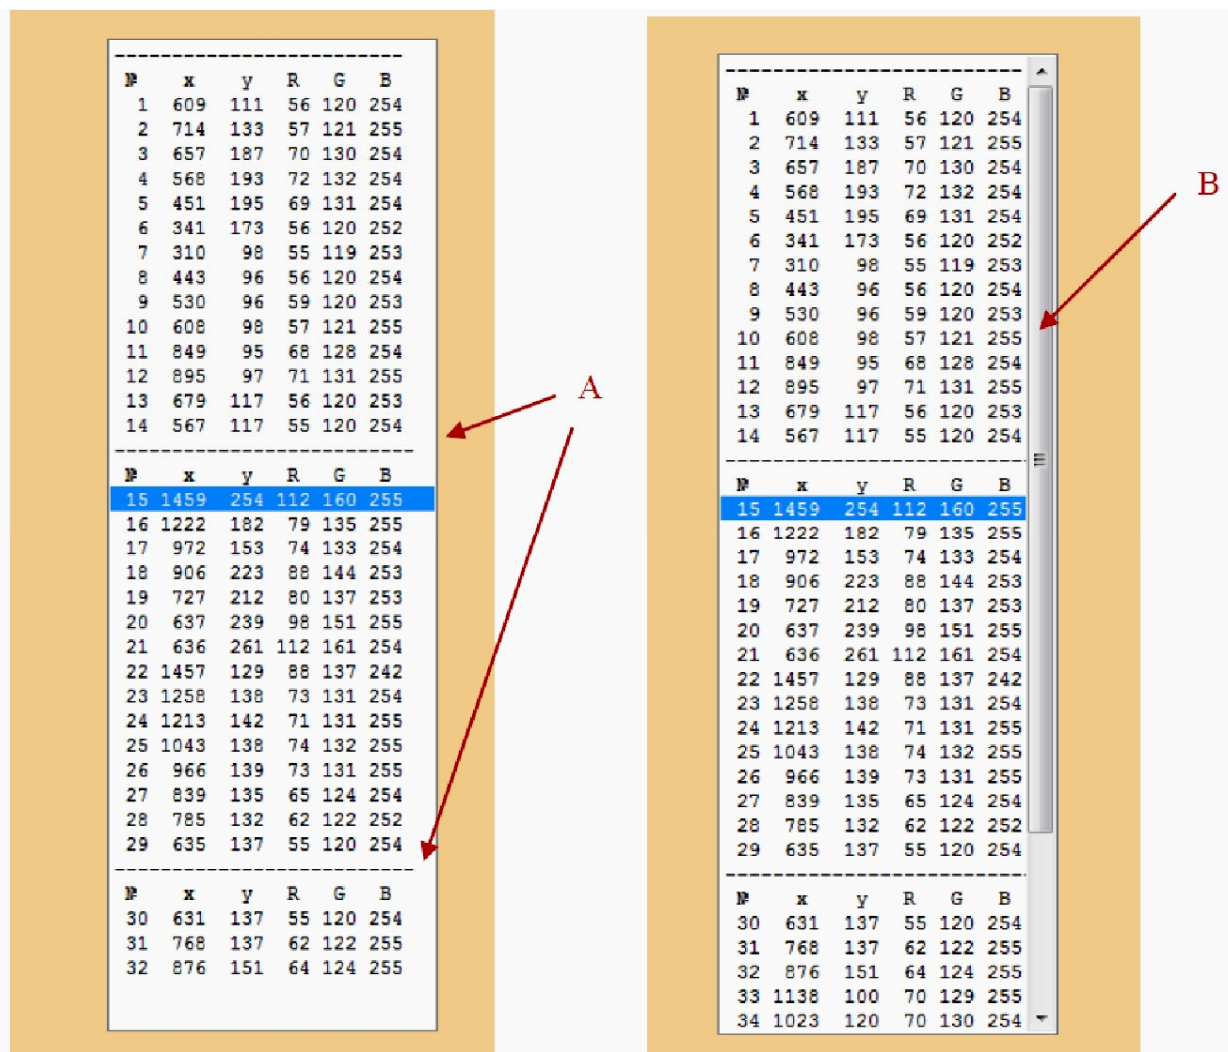 ------------------------------
№ x y R G B
1 609 111 56 120 254
2 714 133 57 121 255
3 657 187 70 130 254
4 568 193 72 132 254
5 451 195 69 131 254
6 341 173 56 120 252
7 310 98 55 119 253
8 443 96 56 120 254
9 530 96 59 120 253
10 608 98 57 121 255
11 849 95 68 128 254
12 895 97 71 131 255
13 679 117 56 120 253
14 567 117 55 120 254
------------------------------
№ x y R G B
15 1459 254 112 160 255
16 1222 182 79 135 255
17 972 153 74 133 254
18 906 223 88 144 253
19 727 212 80 137 253
20 637 239 98 151 255
21 636 261 112 161 254
22 1457 129 88 137 242
23 1258 138 73 131 254
24 1213 142 71 131 255
25 1043 138 74 132 255
26 966 139 73 131 255
27 839 135 65 124 254
28 785 132 62 122 252
29 635 137 55 120 254
------------------------------
№ x y R G B
30 631 137 55 120 254
31 768 137 62 122 255
32 876 151 64 124 255
A
------------------------------
№ x y R G B
1 609 111 56 120 254
2 714 133 57 121 255
3 657 187 70 130 254
4 568 193 72 132 254
5 451 195 69 131 254
6 341 173 56 120 252
7 310 98 55 119 253
8 443 96 56 120 254
9 530 96 59 120 253
10 608 98 57 121 255
11 849 95 68 128 254
12 895 97 71 131 255
13 679 117 56 120 253
14 567 117 55 120 254
------------------------------
№ x y R G B
15 1459 254 112 160 255
16 1222 182 79 135 255
17 972 153 74 133 254
18 906 223 88 144 253
19 727 212 80 137 253
20 637 239 98 151 255
21 636 261 112 161 254
22 1457 129 88 137 242
23 1258 138 73 131 254
24 1213 142 71 131 255
25 1043 138 74 132 255
26 966 139 73 131 255
27 839 135 65 124 254
28 785 132 62 122 252
29 635 137 55 120 254
------------------------------
№ x y R G B
30 631 137 55 120 254
31 768 137 62 122 255
32 876 151 64 124 255
33 1138 100 70 129 255
34 1023 120 70 130 254
B